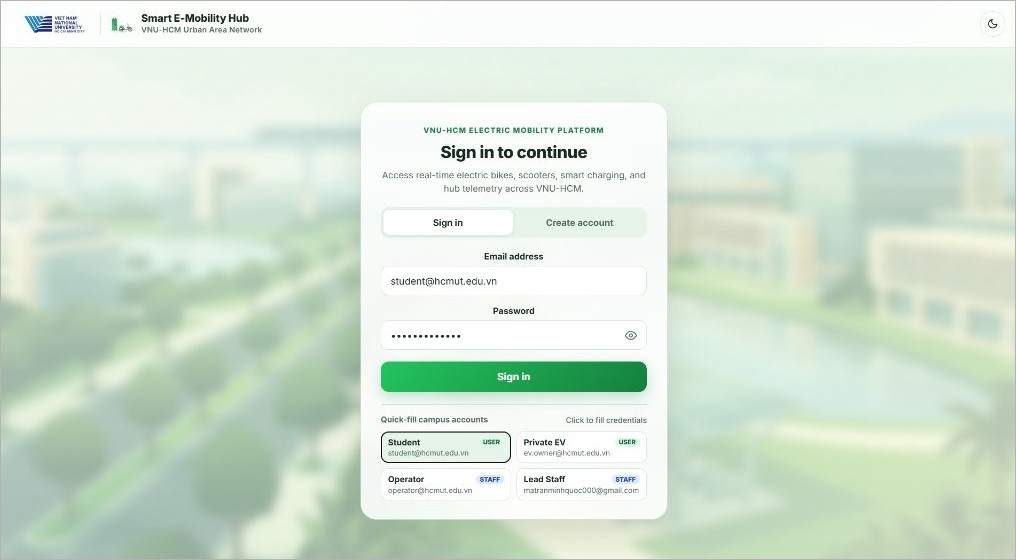 VIET NAM
NATIONAL
UNIVERSITY
HO CHI MINH CITY
Smart E-Mobility Hub
VNU-HCM Urban Area Network
VNU-HCM ELECTRIC MOBILITY PLATFORM
Sign in to continue
Access real-time electric bikes, scooters, smart charging, and
hub telemetry across VNU-HCM.
Sign in Create account
Email address
student@hcmut.edu.vn
Password
•••••••••••••
Sign in
Quick-fill campus accounts Click to fill credentials
Student USER Private EV USER
student@hcmut.edu.vn ev.owner@hcmut.edu.vn
Operator STAFF Lead Staff STAFF
operator@hcmut.edu.vn matranminhquoc000@gmail.com